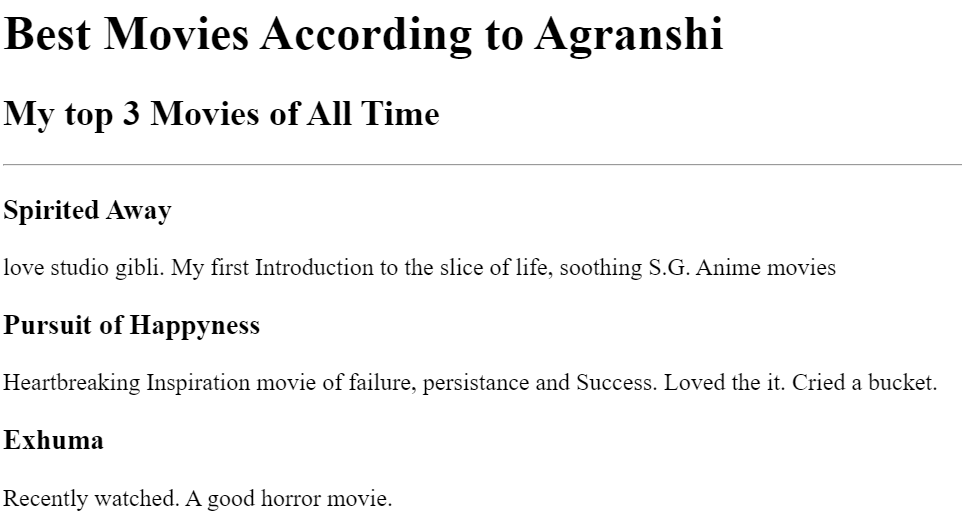 Best Movies According to Agranshi
My top 3 Movies of All Time
Spirited Away
love studio gibli. My first Introduction to the slice of life, soothing S.G. Anime movies
Pursuit of Happyness
Heartbreaking Inspiration movie of failure, persistance and Success. Loved the it. Cried a bucket.
Exhuma
Recently watched. A good horror movie.